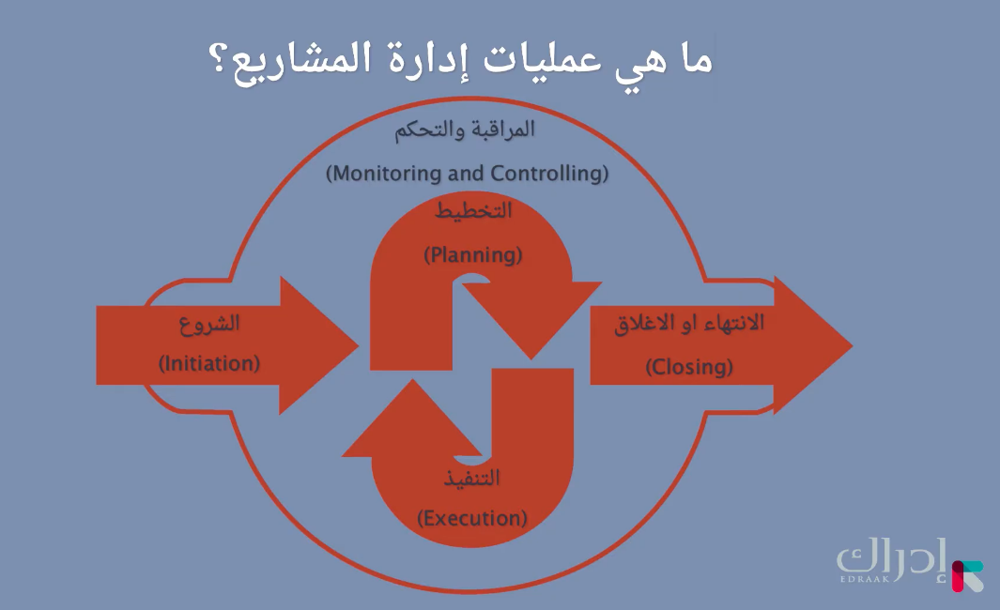 ما هي عمليات إدارة المشاريع؟
المراقبة والتحكم
(Monitoring and Controlling)
التخطيط
(Planning)
الشروع
(Initiation)
الانتهاء او الاغلاق
(Closing)
التنفيذ
(Execution)
إدراك
EDRAAK